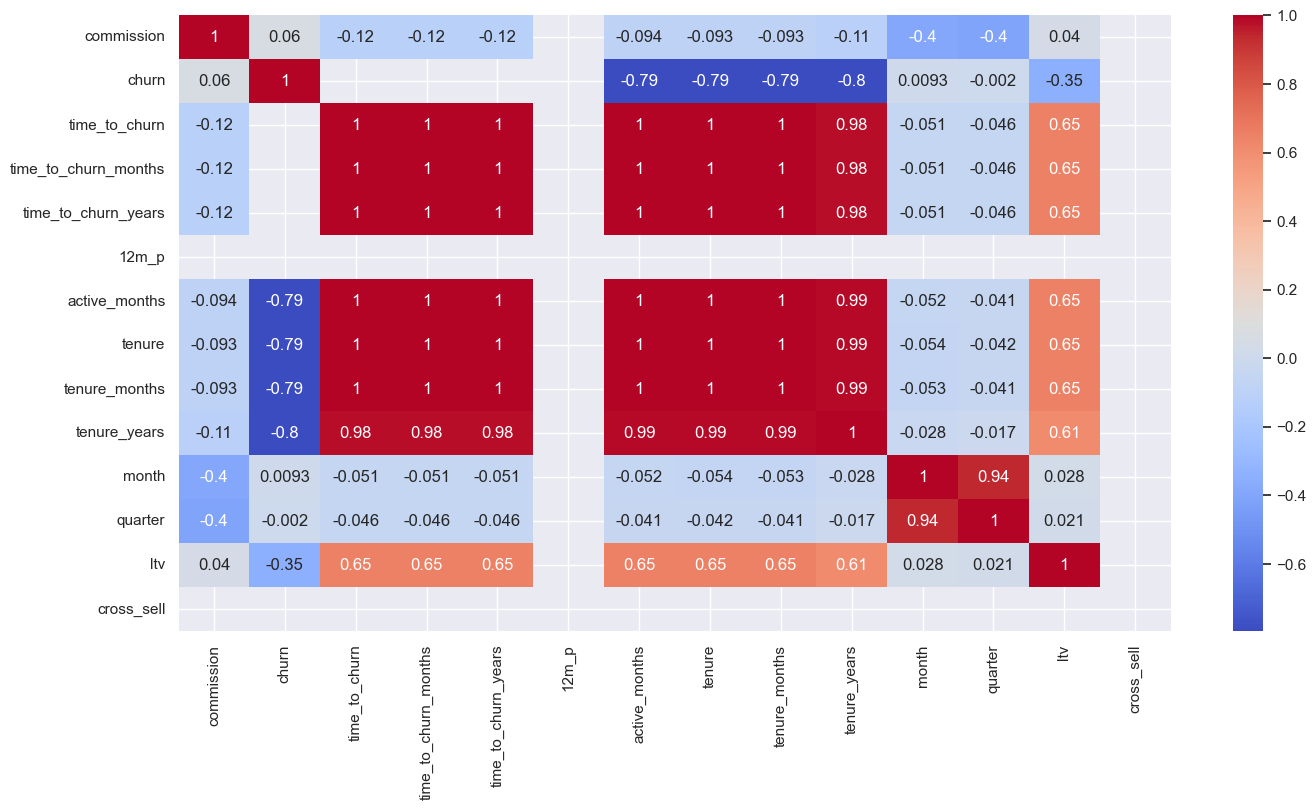 commission 1 0.06 -0.12 -0.12 -0.12 -0.094 -0.093 -0.093 -0.11 -0.4 -0.4 0.04
churn 0.06 1 -0.79 -0.79 -0.79 -0.8 0.0093 -0.002 -0.35
time_to_churn -0.12 1 1 1 1 1 1 0.98 -0.051 -0.046 0.65
time_to_churn_months -0.12 1 1 1 1 1 1 0.98 -0.051 -0.046 0.65
time_to_churn_years -0.12 1 1 1 1 1 1 0.98 -0.051 -0.046 0.65
12m_p
active_months -0.094 -0.79 1 1 1 1 1 1 0.99 -0.052 -0.041 0.65
tenure -0.093 -0.79 1 1 1 1 1 1 0.99 -0.054 -0.042 0.65
tenure_months -0.093 -0.79 1 1 1 1 1 1 0.99 -0.053 -0.041 0.65
tenure_years -0.11 -0.8 0.98 0.98 0.98 0.99 0.99 0.99 1 -0.028 -0.017 0.61
month -0.4 0.0093 -0.051 -0.051 -0.051 -0.052 -0.054 -0.053 -0.028 1 0.94 0.028
quarter -0.4 -0.002 -0.046 -0.046 -0.046 -0.041 -0.042 -0.041 -0.017 0.94 1 0.021
ltv 0.04 -0.35 0.65 0.65 0.65 0.65 0.65 0.65 0.61 0.028 0.021 1
cross_sell
commission
churn
time_to_churn
time_to_churn_months
time_to_churn_years
12m_p
active_months
tenure
tenure_months
tenure_years
month
quarter
ltv
cross_sell
1.0
0.8
0.6
0.4
0.2
0.0
−0.2
−0.4
−0.6